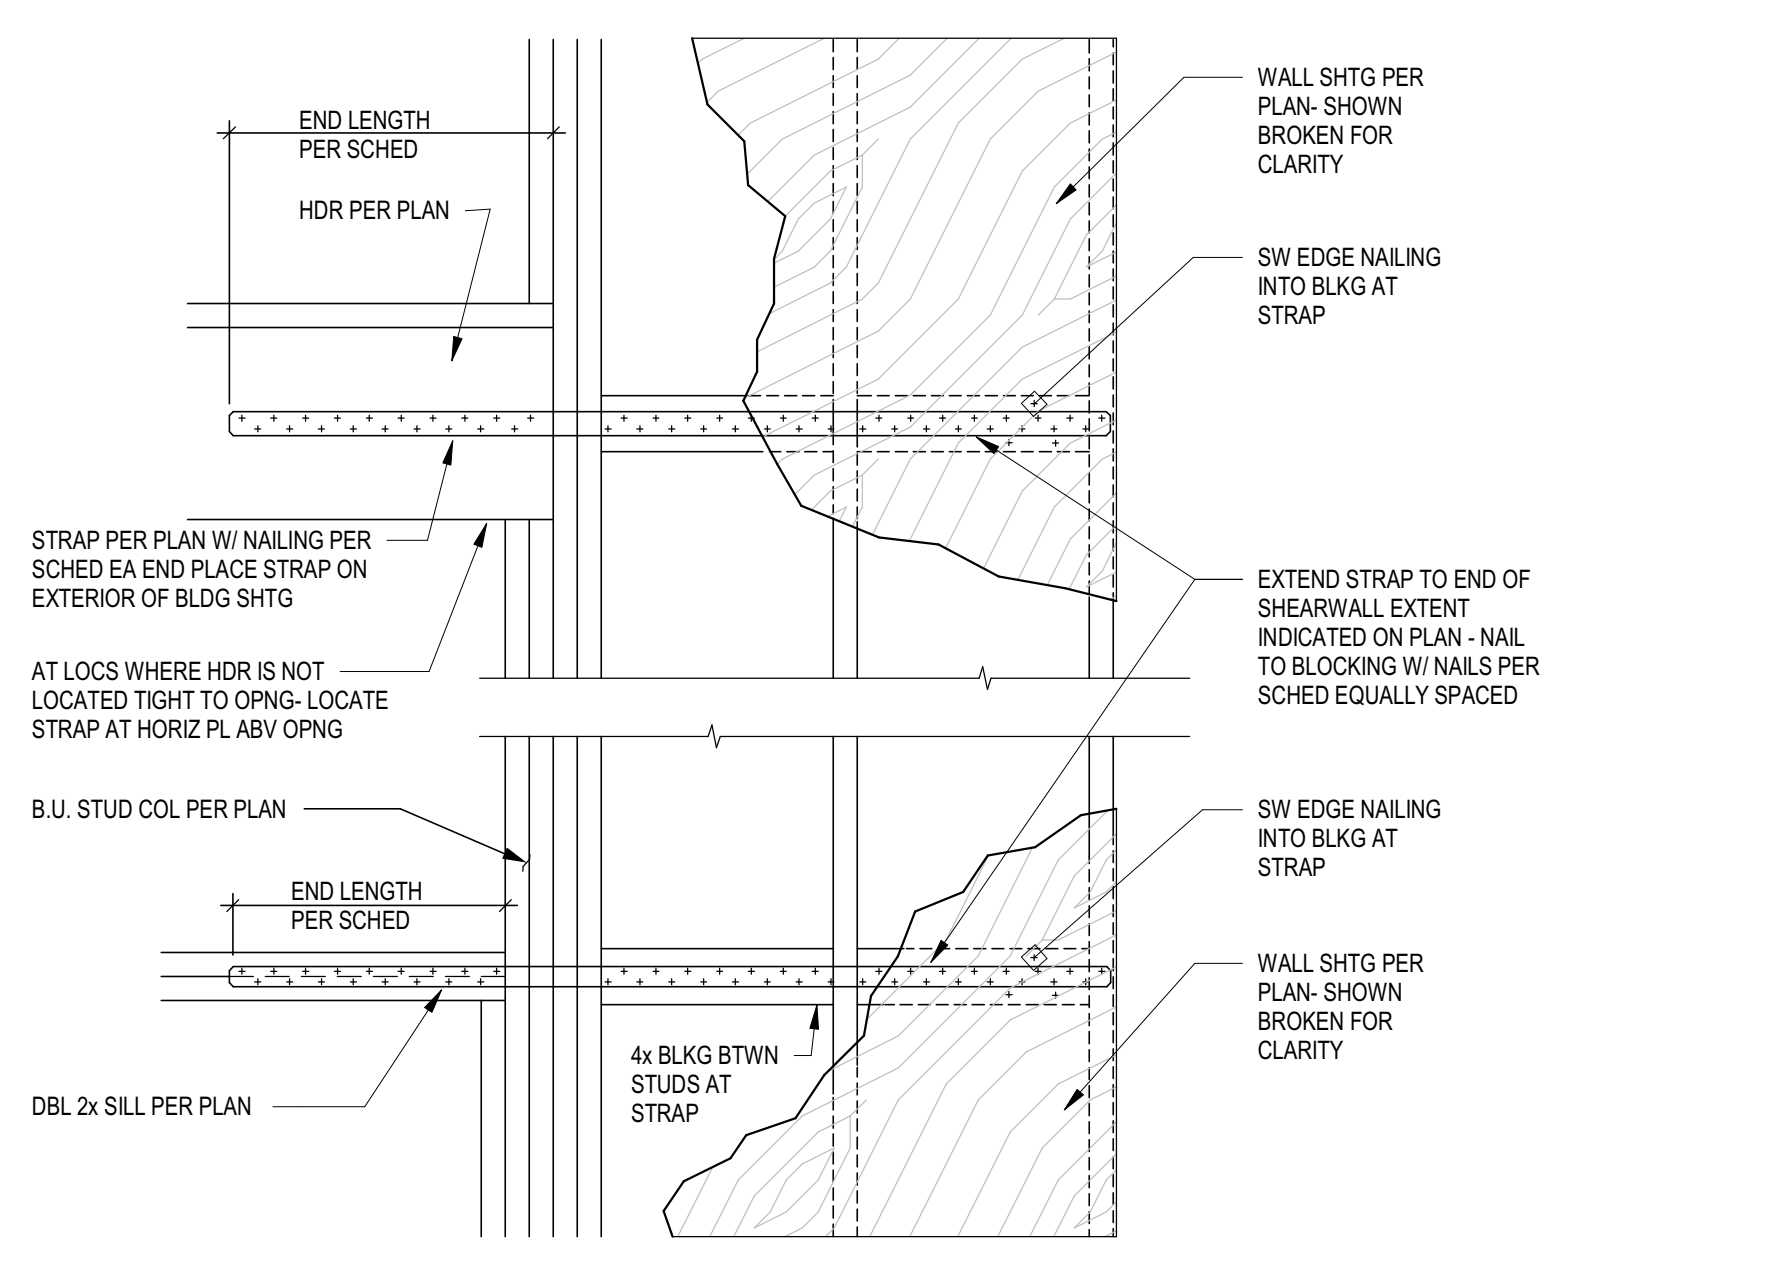 END LENGTH
PER SCHED
HDR PER PLAN
STRAP PER PLAN W/ NAILING PER
SCHED EA END PLACE STRAP ON
EXTERIOR OF BLDG SHTG
AT LOCS WHERE HDR IS NOT
LOCATED TIGHT TO OPNG- LOCATE
STRAP AT HORIZ PL ABV OPNG
B.U. STUD COL PER PLAN
END LENGTH
PER SCHED
DBL 2x SILL PER PLAN
4x BLKG BTWN
STUDS AT
STRAP
WALL SHTG PER
PLAN- SHOWN
BROKEN FOR
CLARITY
SW EDGE NAILING
INTO BLKG AT
STRAP
EXTEND STRAP TO END OF
SHEARWALL EXTENT
INDICATED ON PLAN - NAIL
TO BLOCKING W/ NAILS PER
SCHED EQUALLY SPACED
SW EDGE NAILING
INTO BLKG AT
STRAP
WALL SHTG PER
PLAN- SHOWN
BROKEN FOR
CLARITY